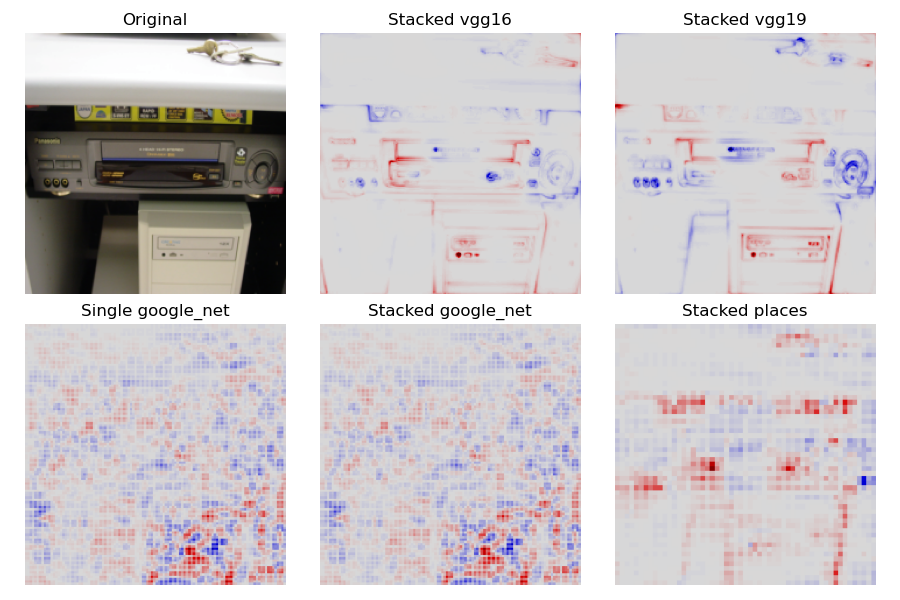 Original
Stacked vgg16
Stacked vgg19
Panasonic
Single google_net
Stacked google_net
Stacked places